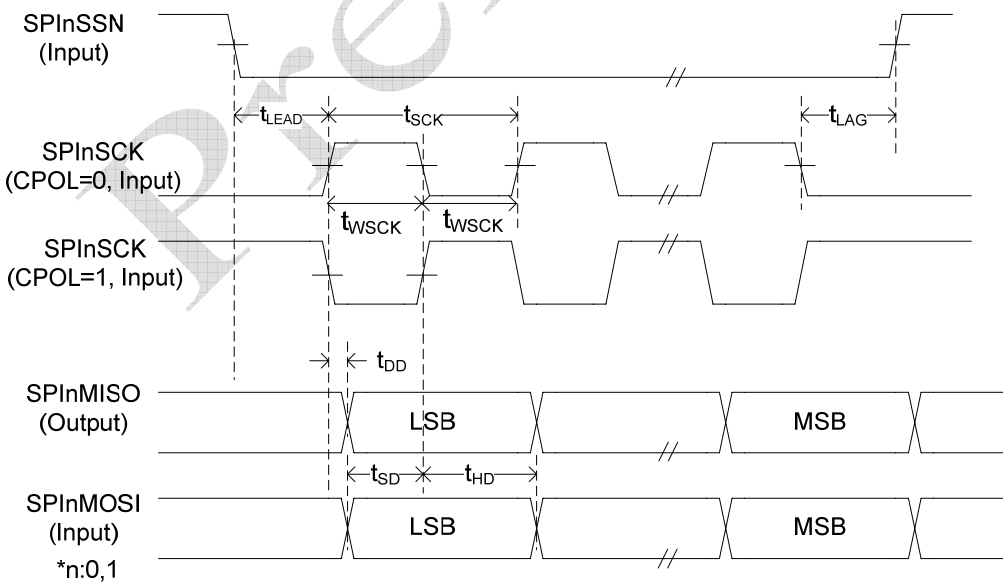 SPInSSN
(Input)
tLEAD
tSCK
tLAG
SPInSCK
(CPOL=0, Input)
tWSCK
tWSCK
SPInSCK
(CPOL=1, Input)
tDD
SPInMISO
(Output)
LSB
MSB
tSD
tHD
SPInMOSI
(Input)
LSB
MSB
*n:0,1
Pre